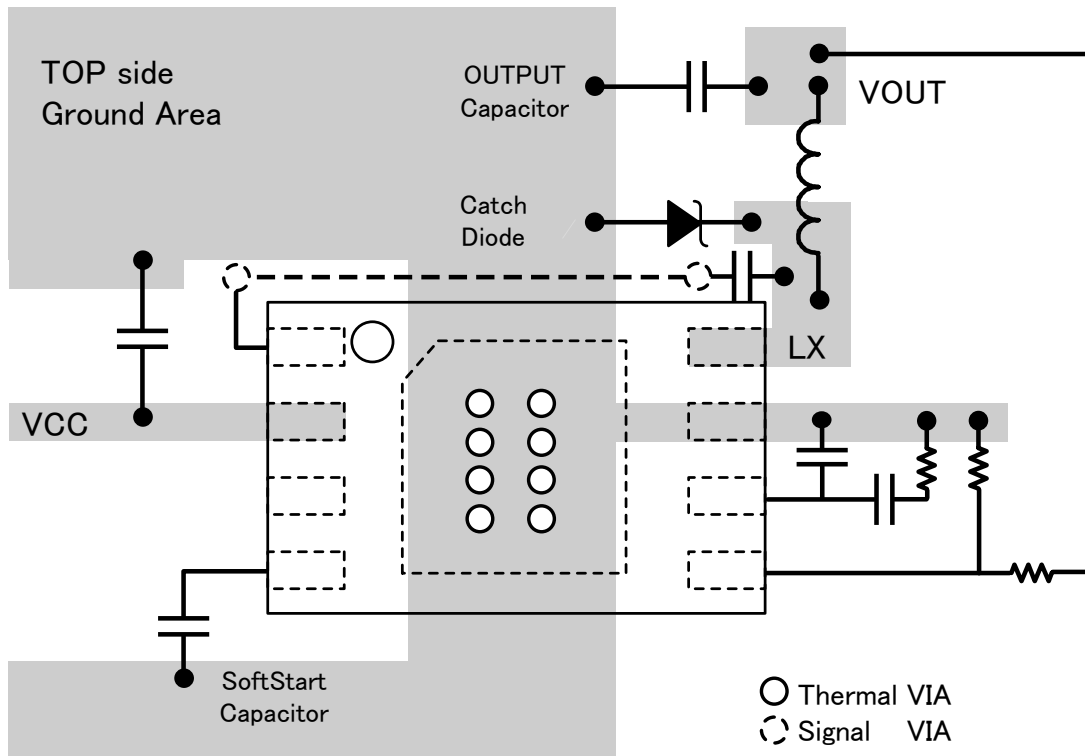 TOP side
Ground Area
OUTPUT
Capacitor
VOUT
Catch
Diode
LX
VCC
SoftStart
Capacitor
Thermal VIA
Signal VIA